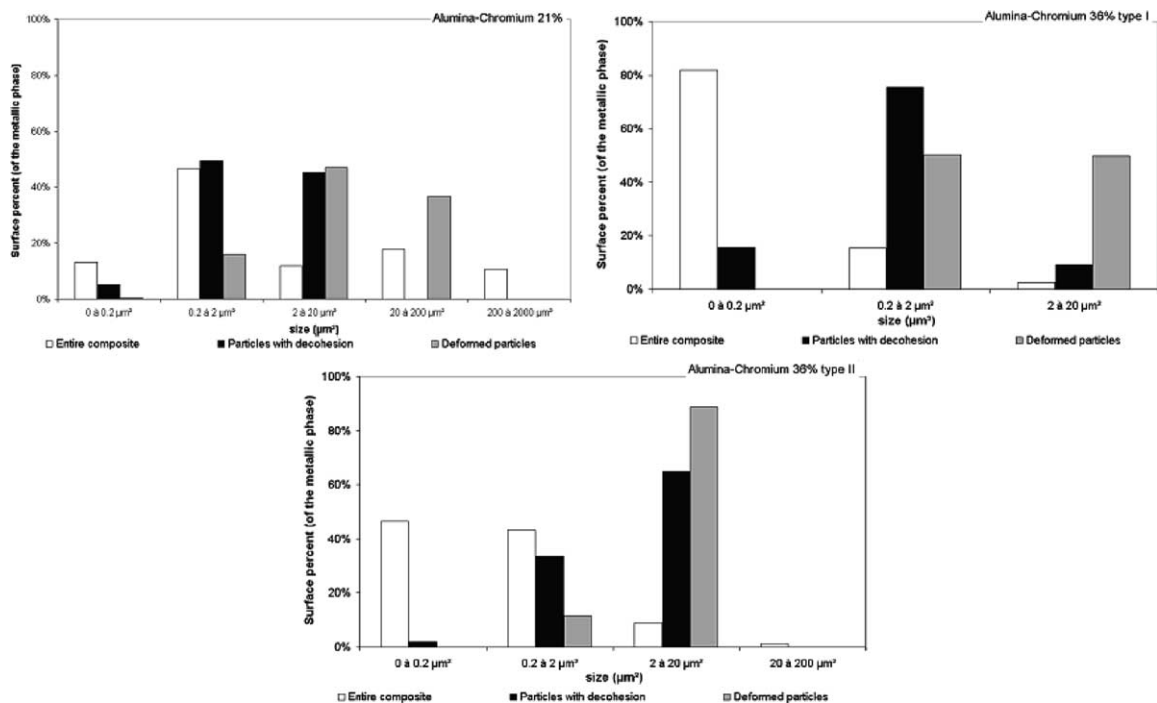 Alumina-Chromium 21%
Surface percent (of the metallic phase)
100%
80%
60%
40%
20%
0%
0 à 0.2 µm² 0.2 à 2 µm² 2 à 20 µm² 20 à 200 µm² 200 à 2000 µm²
size (µm²)
Entire composite Particles with decohesion Deformed particles
Alumina-Chromium 36% type I
Surface percent (of the metallic phase)
100%
80%
60%
40%
20%
0%
0 à 0.2 µm² 0.2 à 2 µm² 2 à 20 µm²
size (µm²)
Entire composite Particles with decohesion Deformed particles
Alumina-Chromium 36% type II
Surface percent (of the metallic phase)
100%
80%
60%
40%
20%
0%
0 à 0.2 µm² 0.2 à 2 µm² 2 à 20 µm² 20 à 200 µm²
size (µm²)
Entire composite Particles with decohesion Deformed particles